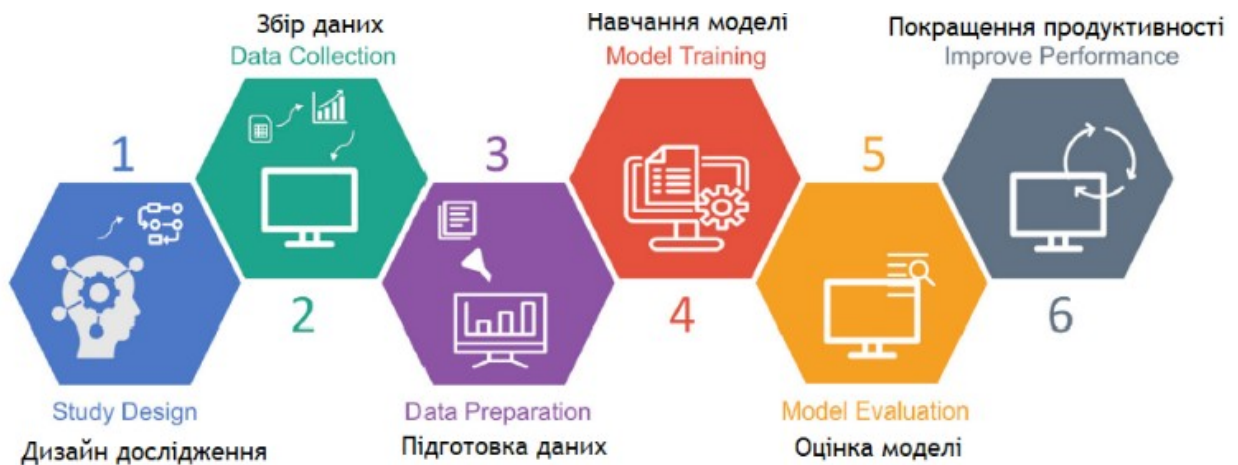 Збір даних
Data Collection
Навчання моделі
Model Training
Покращення продуктивності
Improve Performance
1
3
5
2
4
6
Study Design
Дизайн дослідження
Data Preparation
Підготовка даних
Model Evaluation
Оцінка моделі